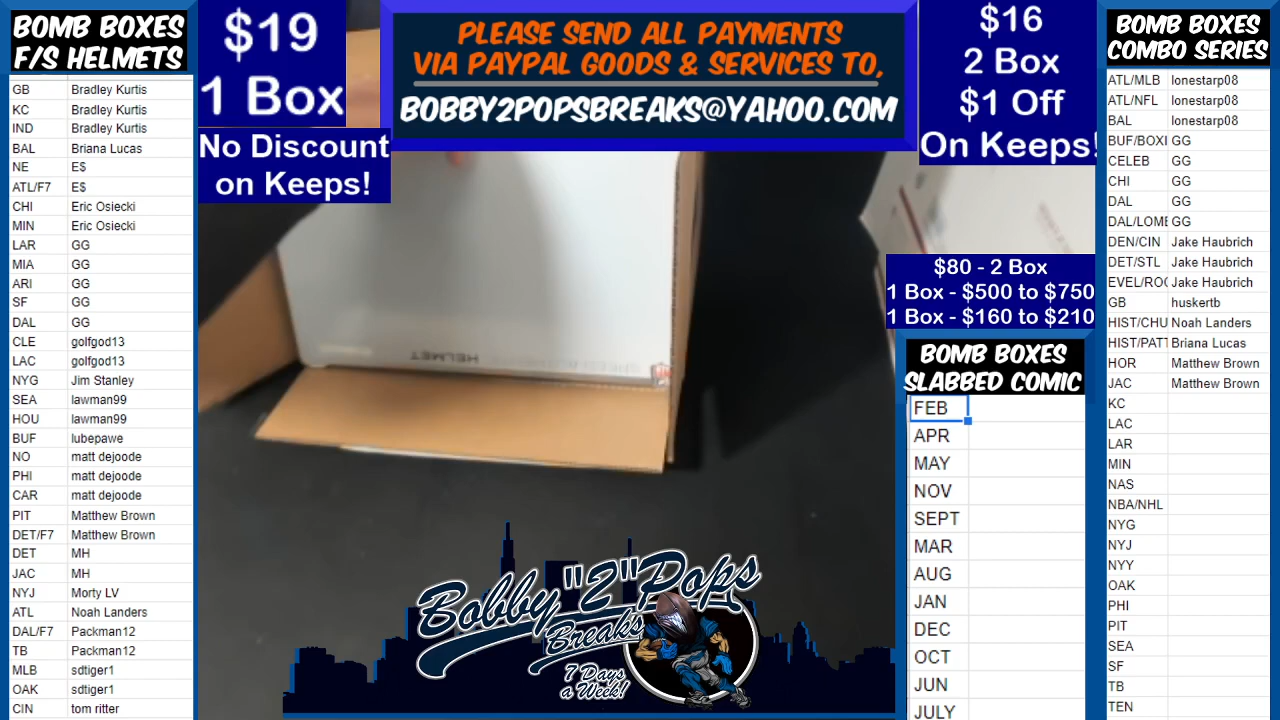 BOMB BOXES
F/S HELMETS
GB Bradley Kurtis
KC Bradley Kurtis
IND Bradley Kurtis
BAL Briana Lucas
NE E$
ATL/F7 E$
CHI Eric Osiecki
MIN Eric Osiecki
LAR GG
MIA GG
ARI GG
SF GG
DAL GG
CLE golfgod13
LAC golfgod13
NYG Jim Stanley
SEA lawman99
HOU lawman99
BUF lubepawe
NO matt dejoode
PHI matt dejoode
CAR matt dejoode
PIT Matthew Brown
DET/F7 Matthew Brown
DET MH
JAC MH
NYJ Morty LV
ATL Noah Landers
DAL/F7 Packman12
TB Packman12
MLB sdtiger1
OAK sdtiger1
CIN tom ritter
$19
1 Box
No Discount
on Keeps!
PLEASE SEND ALL PAYMENTS
VIA PAYPAL GOODS & SERVICES TO,
BOBBY2POPSBREAKS@YAHOO.COM
HELMET
Bobby "2" Pops
Breaks
7 Days
a Week!
$16
2 Box
$1 Off
On Keeps!
$80 - 2 Box
1 Box - $500 to $750
1 Box - $160 to $210
BOMB BOXES
SLABBED COMIC
FEB
APR
MAY
NOV
SEPT
MAR
AUG
JAN
DEC
OCT
JUN
JULY
BOMB BOXES
COMBO SERIES
ATL/MLB lonestarp08
ATL/NFL lonestarp08
BAL lonestarp08
BUF/BOXI GG
CELEB GG
CHI GG
DAL GG
DAL/LOME GG
DEN/CIN Jake Haubrich
DET/STL Jake Haubrich
EVEL/ROC Jake Haubrich
GB huskertb
HIST/CHU Noah Landers
HIST/PATT Briana Lucas
HOR Matthew Brown
JAC Matthew Brown
KC
LAC
LAR
MIN
NAS
NBA/NHL
NYG
NYJ
NYY
OAK
PHI
PIT
SEA
SF
TB
TEN